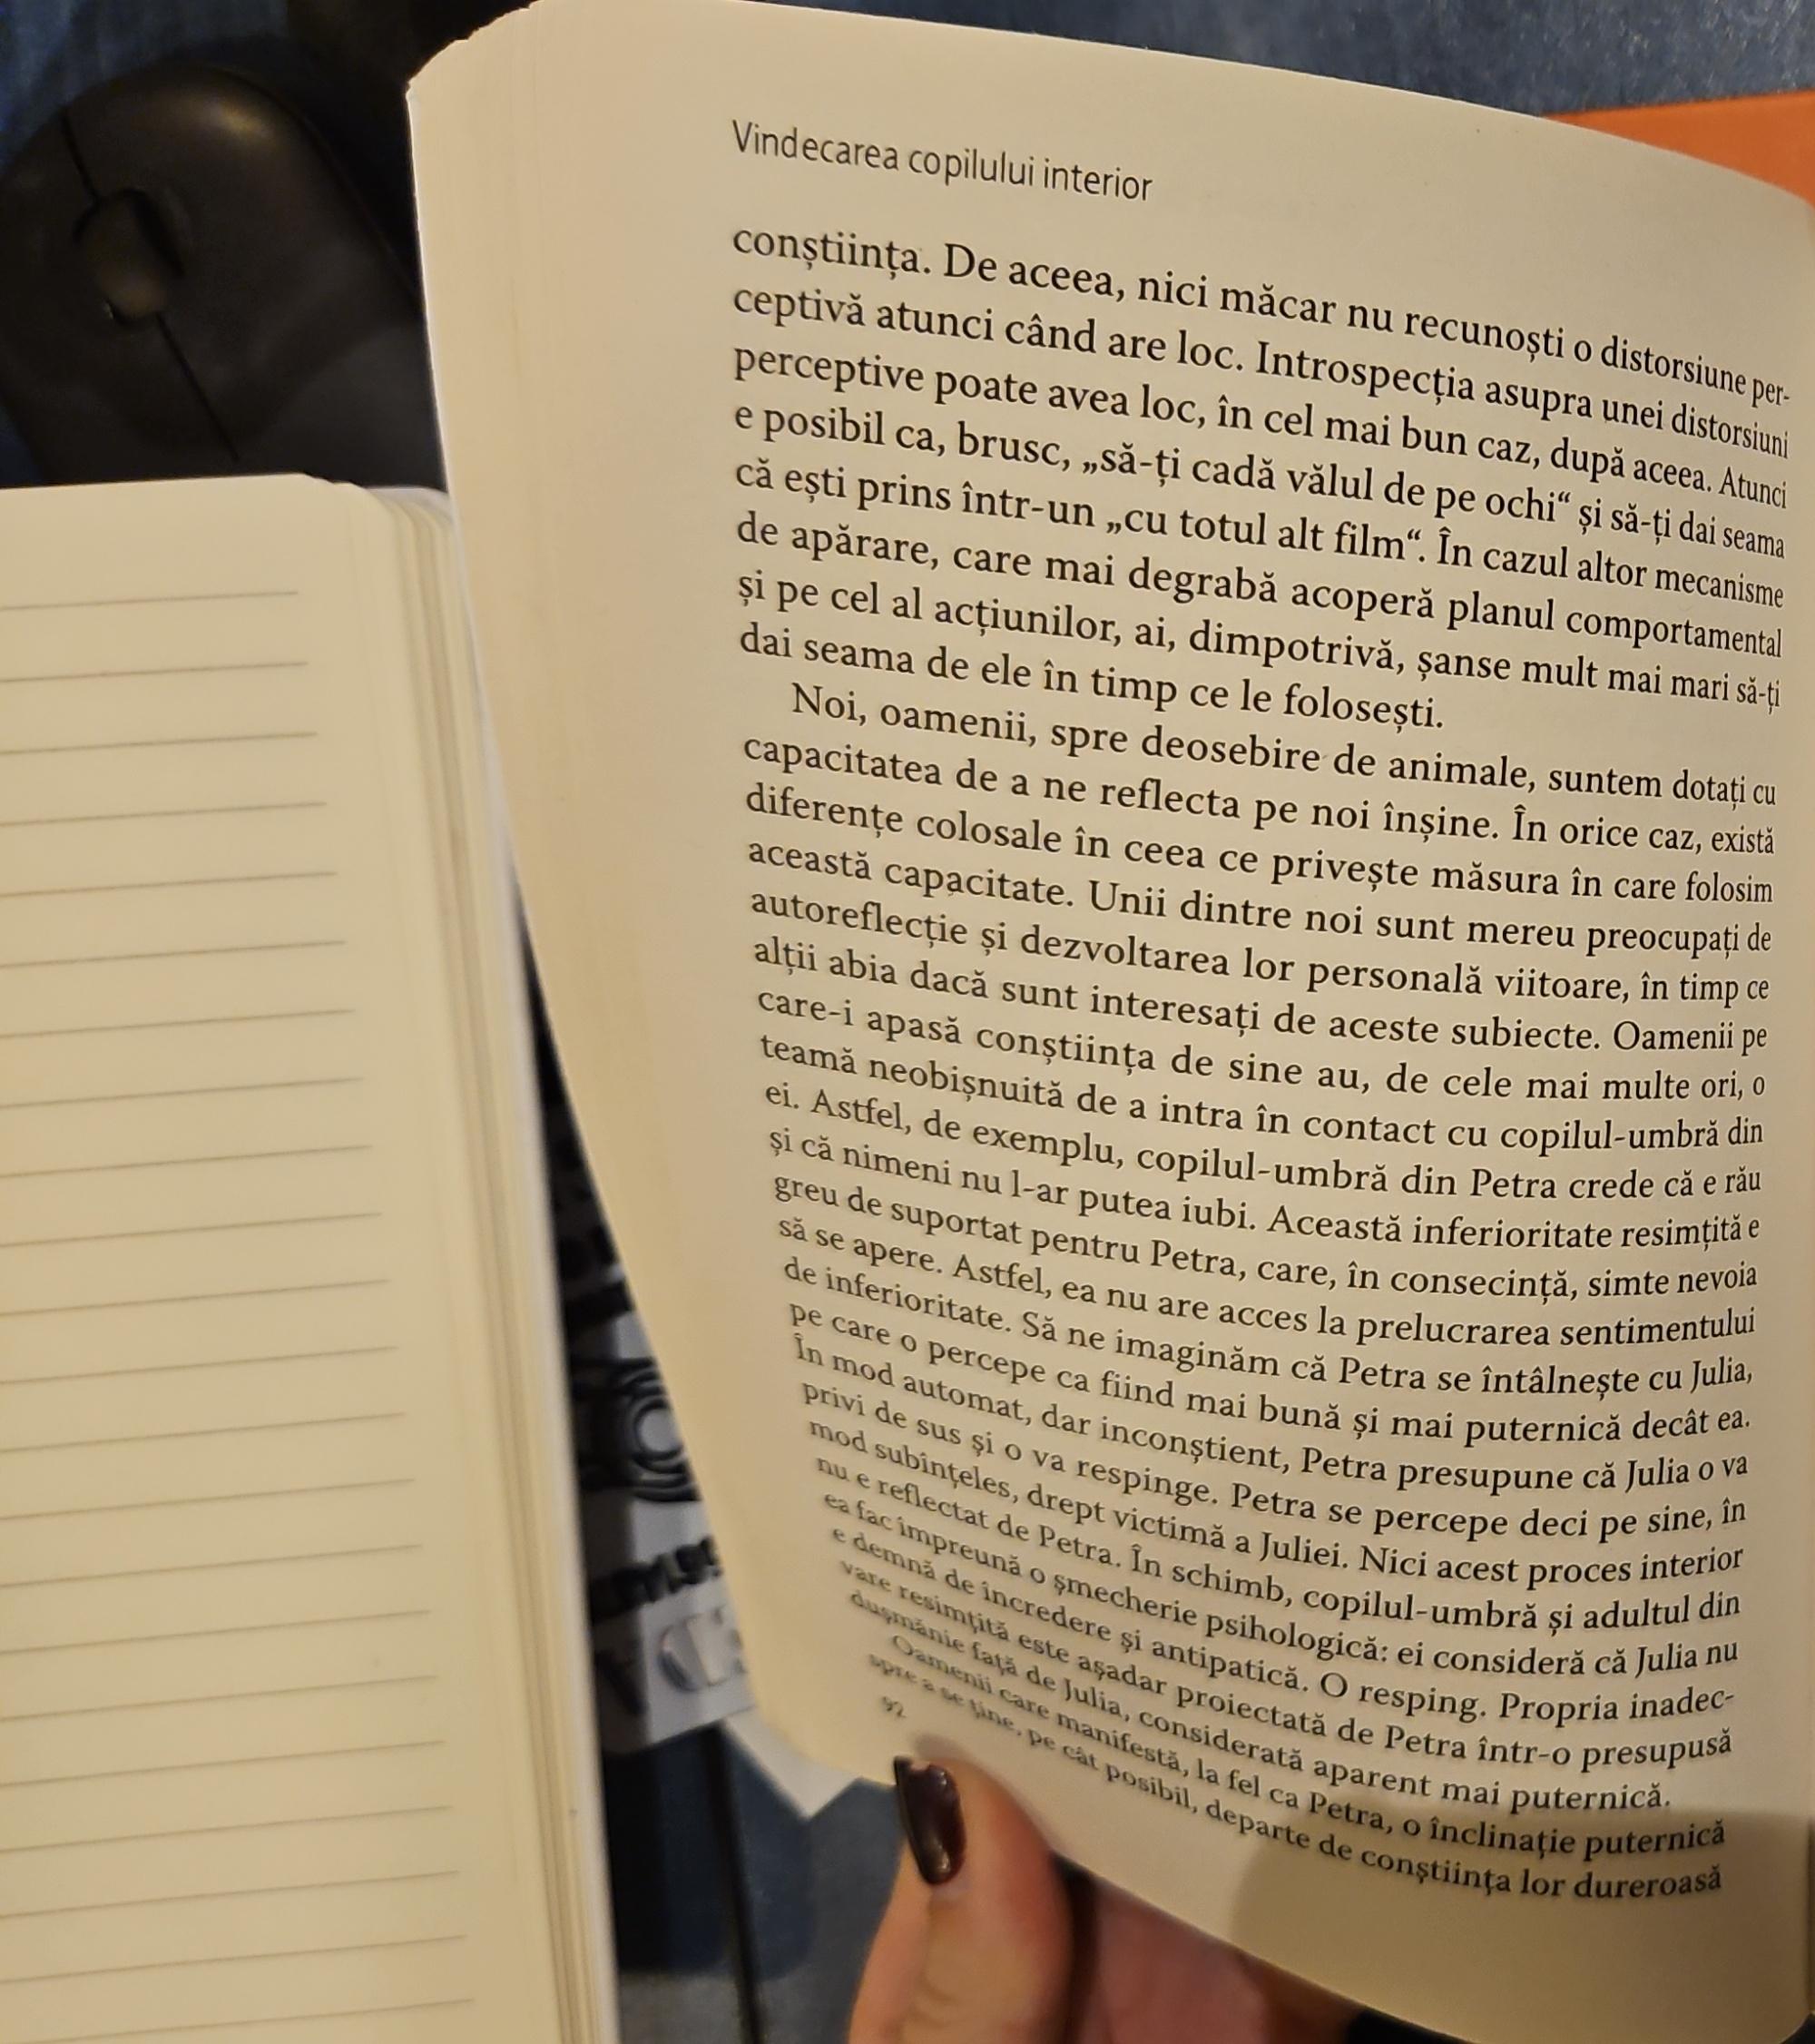 Vindecarea copilului interior
conștiința. De aceea, nici măcar nu recunoști o distorsiune per-
ceptivă atunci când are loc. Introspecția asupra unei distorsiuni
perceptive poate avea loc, în cel mai bun caz, după aceea. Atunci
e posibil ca, brusc, „să-ți cadă vălul de pe ochi“ și să-ți dai seama
că ești prins într-un „cu totul alt film“. În cazul altor mecanisme
de apărare, care mai degrabă acoperă planul comportamental
și pe cel al acțiunilor, ai, dimpotrivă, șanse mult mai mari să-ți
dai seama de ele în timp ce le folosești.
Noi, oamenii, spre deosebire de animale, suntem dotați cu
capacitatea de a ne reflecta pe noi înșine. În orice caz, există
diferențe colosale în ceea ce privește măsura în care folosim
această capacitate. Unii dintre noi sunt mereu preocupați de
autoreflecție și dezvoltarea lor personală viitoare, în timp ce
alții abia dacă sunt interesați de aceste subiecte. Oamenii pe
care-i apasă conștiința de sine au, de cele mai multe ori, o
teamă neobișnuită de a intra în contact cu copilul-umbră din
ei. Astfel, de exemplu, copilul-umbră din Petra crede că e rău
și că nimeni nu l-ar putea iubi. Această inferioritate resimțită e
greu de suportat pentru Petra, care, în consecință, simte nevoia
să se apere. Astfel, ea nu are acces la prelucrarea sentimentului
de inferioritate. Să ne imaginăm că Petra se întâlnește cu Julia,
pe care o percepe ca fiind mai bună și mai puternică decât ea.
În mod automat, dar inconștient, Petra presupune că Julia o va
privi de sus și o va respinge. Petra se percepe deci pe sine, în
mod subînțeles, drept victimă a Juliei. Nici acest proces interior
nu e reflectat de Petra. În schimb, copilul-umbră și adultul din
ea fac împreună o șmecherie psihologică: ei consideră că Julia nu
e demnă de încredere și antipatică. O resping. Propria inadec-
vare resimțită este așadar proiectată de Petra într-o presupusă
dușmănie față de Julia, considerată aparent mai puternică.
Oamenii care manifestă, la fel ca Petra, o înclinație puternică
spre a se ține, pe cât posibil, departe de conștiința lor dureroasă
92